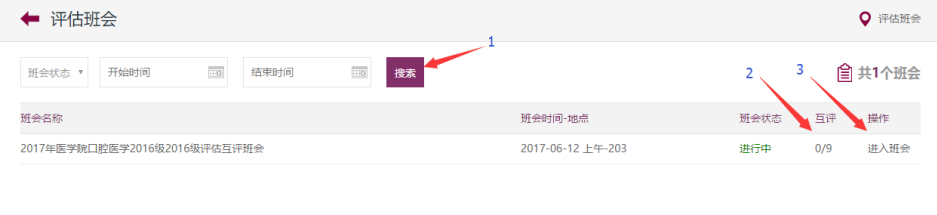 评估班会
评估班会
1
班会状态 开始时间 结束时间 搜索
2 3
共1个班会
班会名称 班会时间-地点 班会状态 互评 操作
2017年医学院口腔医学2016级2016级评估互评班会 2017-06-12 上午-203 进行中 0/9 进入班会